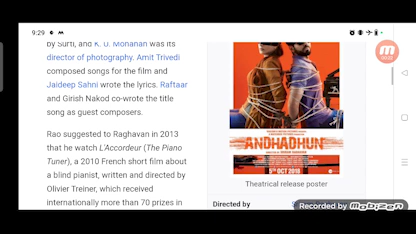 9:29
by Surti, and K. U. Mohanan was its
director of photography. Amit Trivedi
composed songs for the film and
Jaideep Sahni wrote the lyrics. Raftaar
and Girish Nakod co-wrote the title
song as guest composers.
Rao suggested to Raghavan in 2013
that he watch L'Accordeur (The Piano
Tuner), a 2010 French short film about
a blind pianist, written and directed by
Olivier Treiner, which received
internationally more than 70 prizes in
ANDHADHUN
5TH OCT 2018
Theatrical release poster
Directed by
Recorded by Mobizen